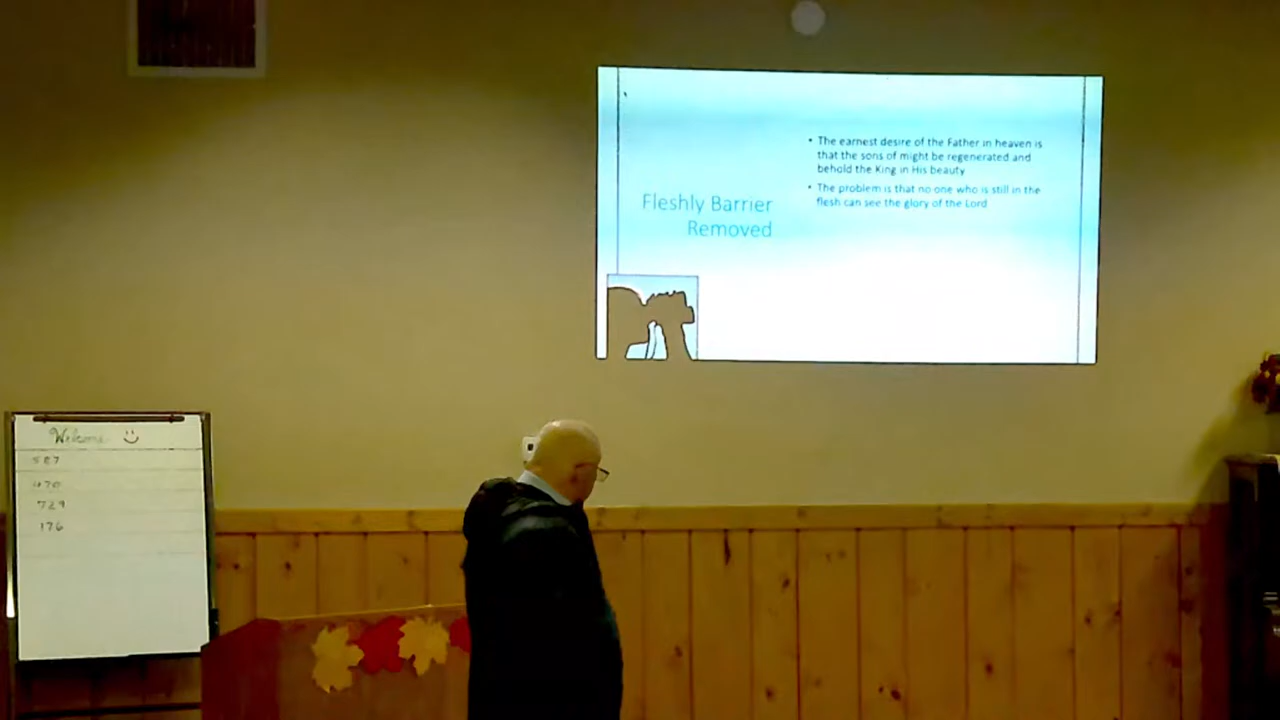 Fleshly Barrier
Removed
• The earnest desire of the Father in heaven is
that the sons of might be regenerated and
behold the King in His beauty
• The problem is that no one who is still in the
flesh can see the glory of the Lord
Welcome
587
470
729
176